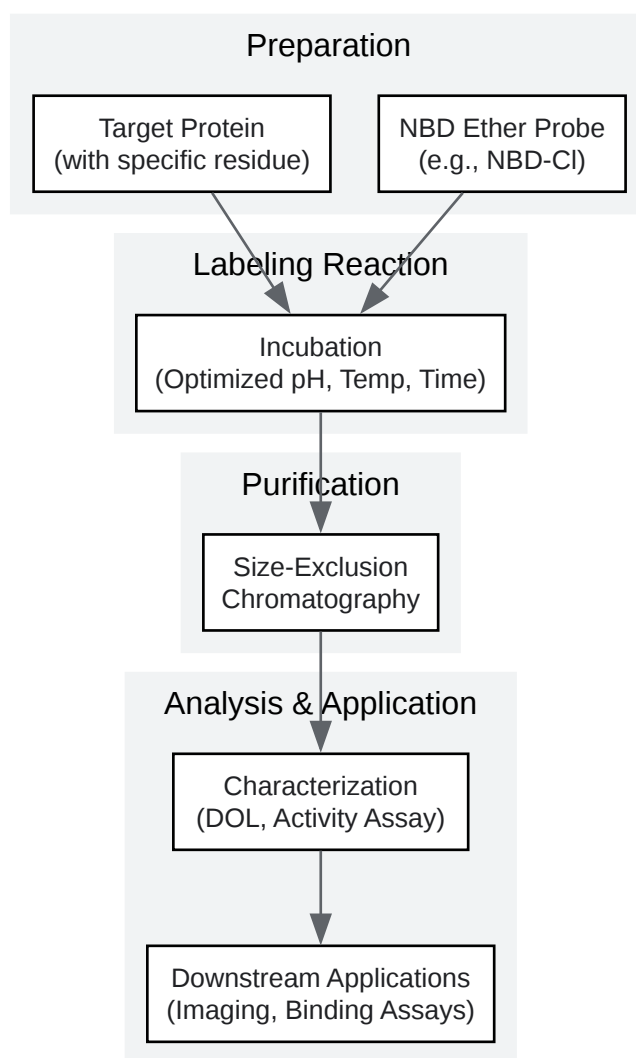 Preparation
Target Protein
(with specific residue)
NBD Ether Probe
(e.g., NBD-Cl)
Labeling Reaction
Incubation
(Optimized pH, Temp, Time)
Purification
Size-Exclusion
Chromatography
Analysis & Application
Characterization
(DOL, Activity Assay)
Downstream Applications
(Imaging, Binding Assays)